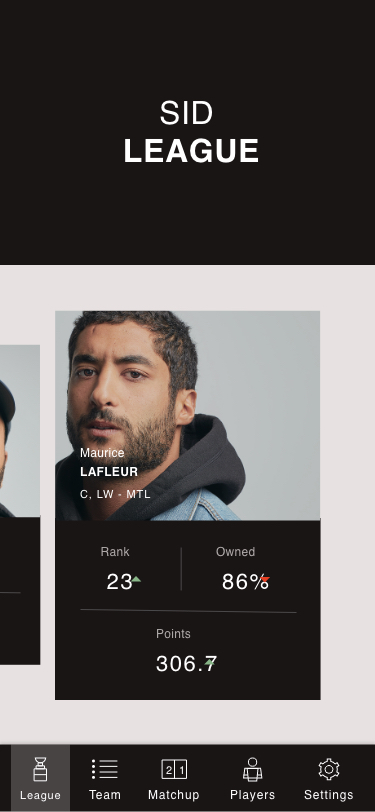 SID
LEAGUE
Maurice
LAFLEUR
C, LW - MTL
Rank
Owned
23
86%
Points
306.7
2 1
League
Team
Matchup
Players
Settings